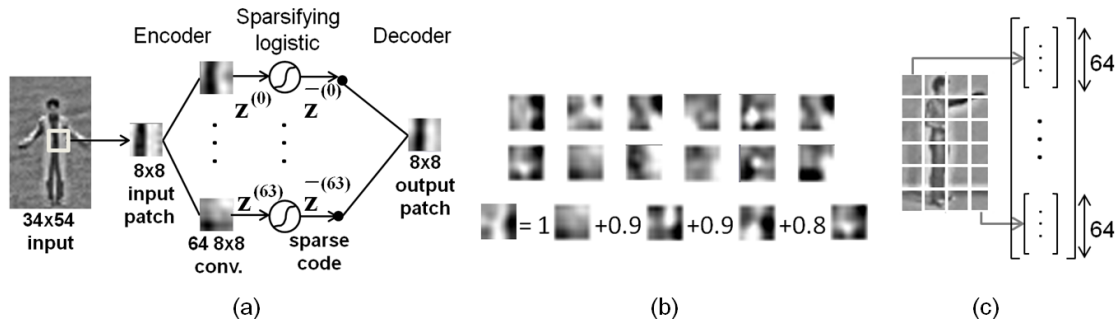 Encoder
Sparsifying
logistic
Decoder
z^(0)
z̄^(0)
8x8
input
patch
34x54
input
z^(63)
z̄^(63)
64 8x8
conv.
sparse
code
8x8
output
patch
(a)
= 1 +0.9 +0.9 +0.8
(b)
64
64
(c)